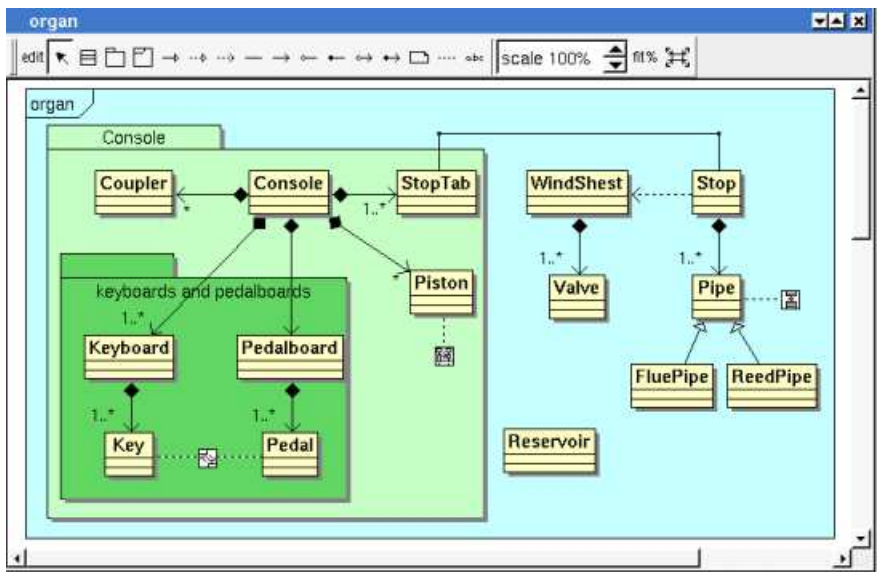 organ
edit
abc
scale 100%
fit%
organ
Console
Coupler
Console
StopTab
WindShest
Stop
*
1..*
1..*
1..*
*
Piston
Valve
Pipe
keyboards and pedalboards
1..*
Keyboard
Pedalboard
FluePipe
ReedPipe
1..*
1..*
Key
Pedal
Reservoir